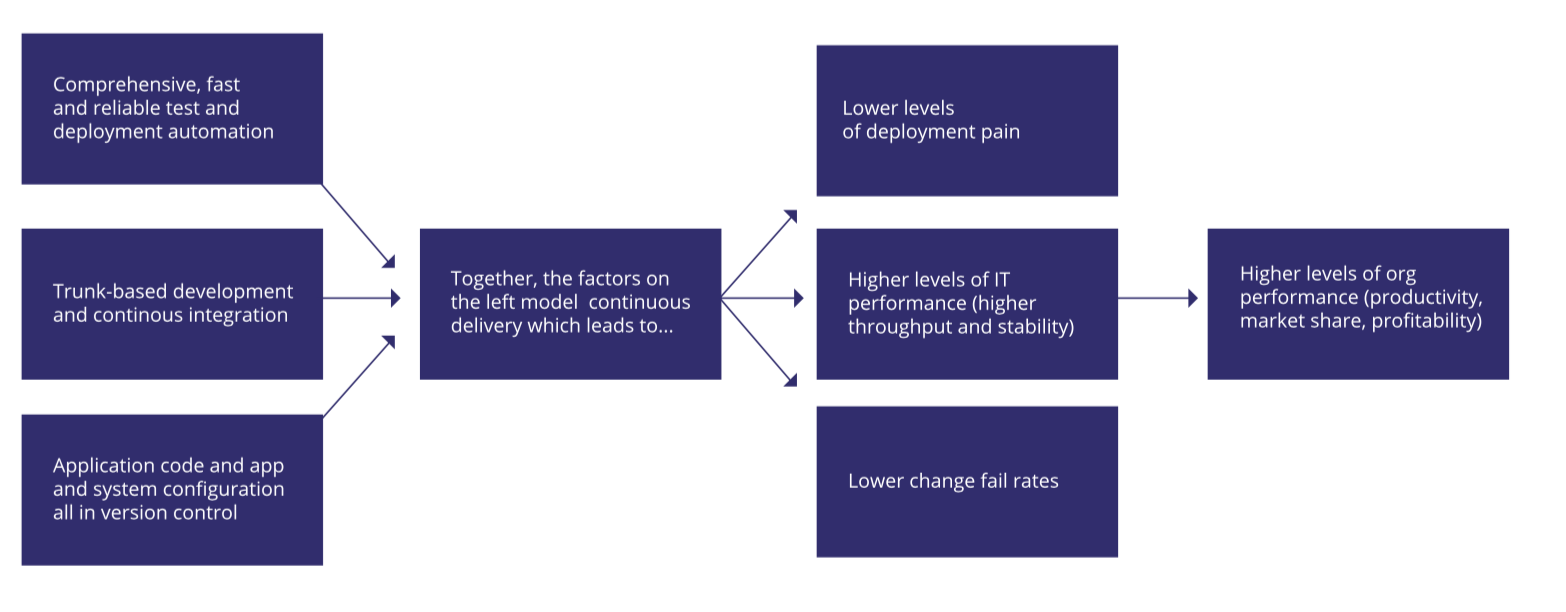 Comprehensive, fast
and reliable test and
deployment automation
Trunk-based development
and continous integration
Application code and app
and system configuration
all in version control
Together, the factors on
the left model  continuous
delivery which leads to...
Lower levels
of deployment pain
Higher levels of IT
performance (higher
throughput and stability)
Lower change fail rates
Higher levels of org
performance (productivity,
market share, profitability)